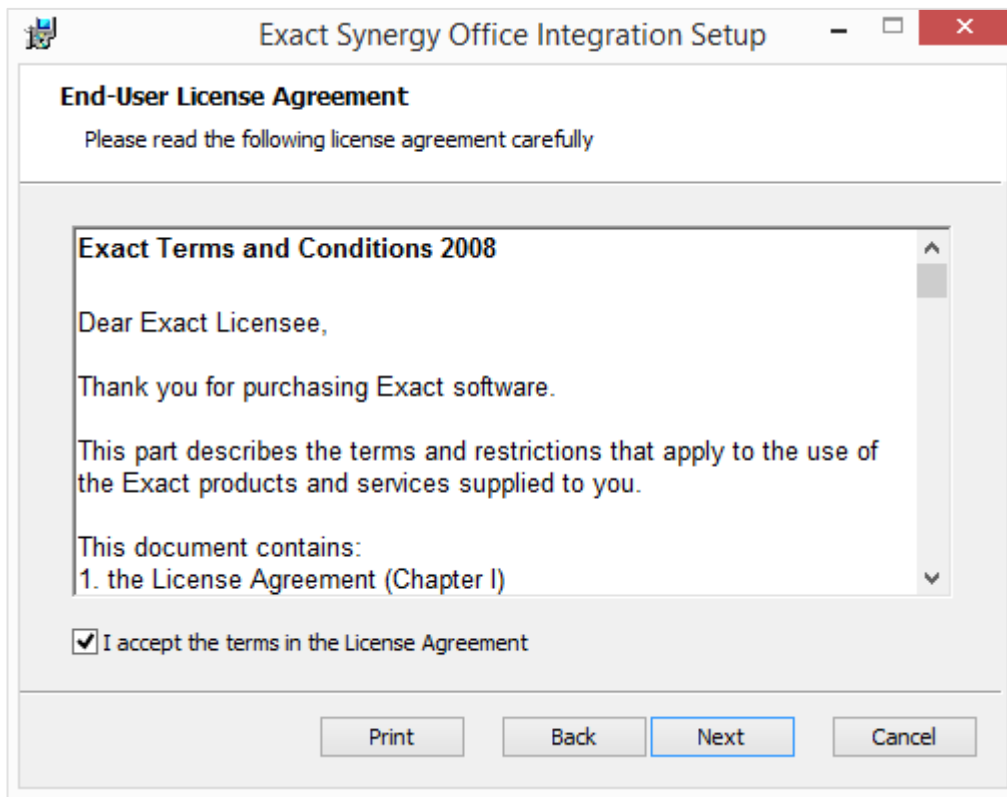 Exact Synergy Office Integration Setup
End-User License Agreement
Please read the following license agreement carefully
Exact Terms and Conditions 2008
Dear Exact Licensee,
Thank you for purchasing Exact software.
This part describes the terms and restrictions that apply to the use of
the Exact products and services supplied to you.
This document contains:
1. the License Agreement (Chapter I)
I accept the terms in the License Agreement
Print Back Next Cancel